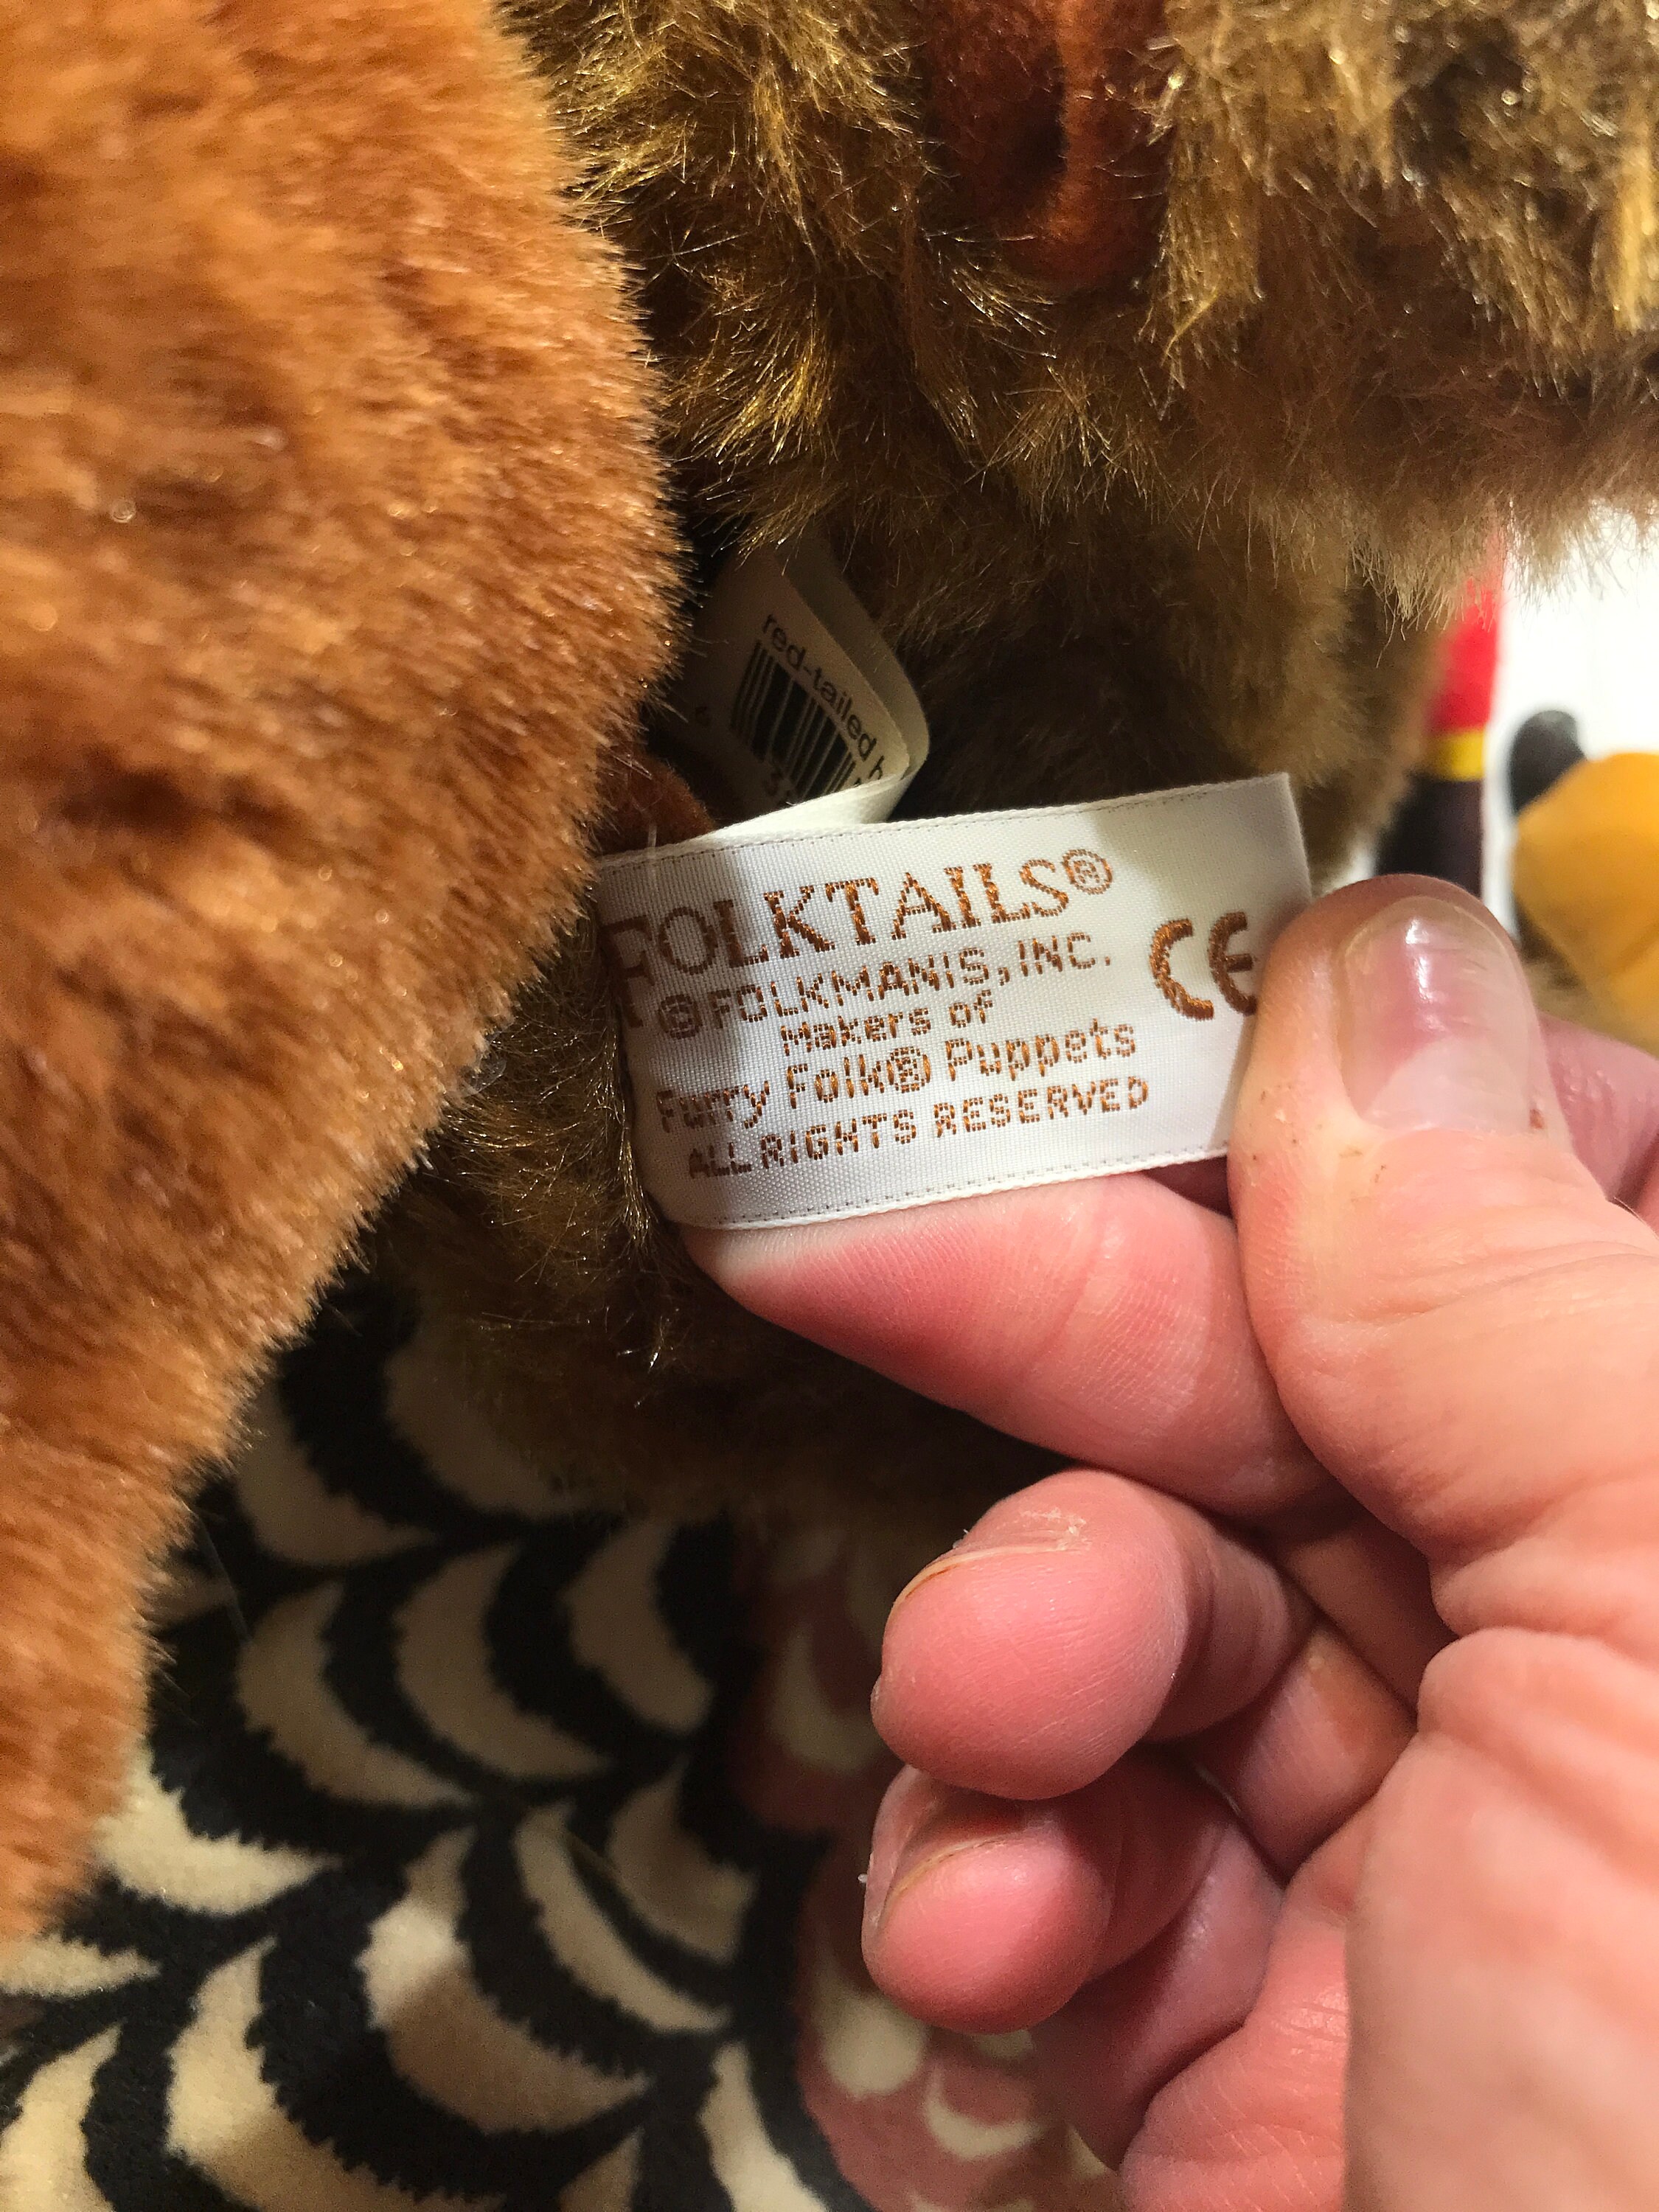 red-tailed h
FOLKTAILS®
© FOLKMANIS, INC.
CE
Makers of
Furry Folk® Puppets
ALL RIGHTS RESERVED